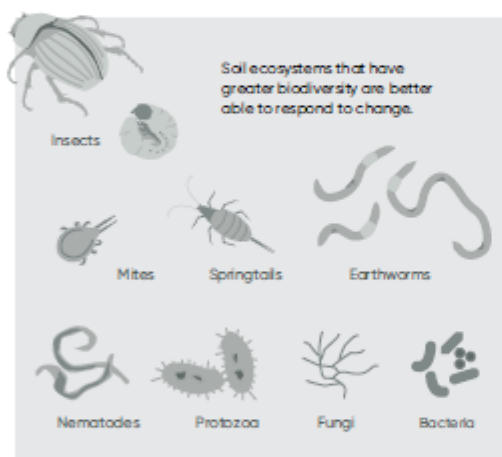 Soil ecosystems that have
greater biodiversity are better
able to respond to change.
Insects
Mites
Springtails
Earthworms
Nematodes
Protozoa
Fungi
Bacteria